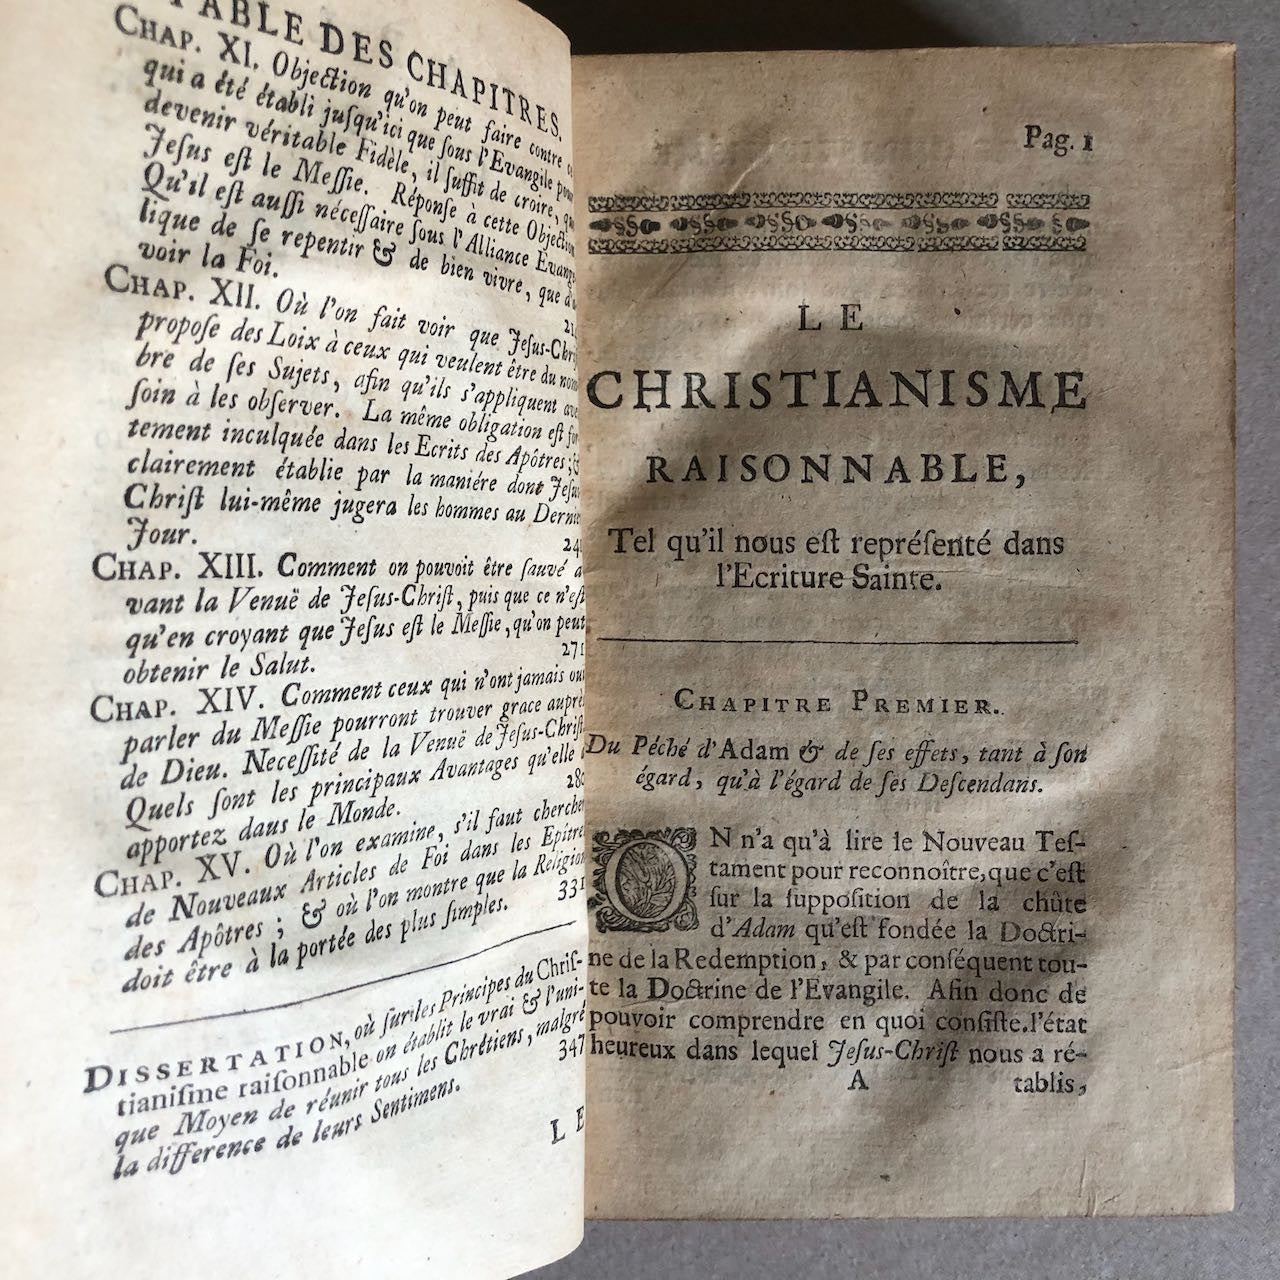 TABLE DES CHAPITRES.
CHAP. XI. Objection qu'on peut faire contre ce
qui a été établi juſqu'ici que ſous l'Evangile pour
devenir véritable Fidèle, il ſuffit de croire, que
Jeſus eſt le Meſſie. Réponſe à cette Objection
Qu'il eſt auſſi néceſſaire ſous l'Alliance Evangé
lique de ſe repentir & de bien vivre, que d'a
voir la Foi.
CHAP. XII. Où l'on fait voir que Jeſus-Chriſt
propoſe des Loix à ceux qui veulent être du nom
bre de ſes Sujets, afin qu'ils s'appliquent avec
ſoin à les obſerver. La même obligation eſt for
tement inculquée dans les Ecrits des Apôtres; &
clairement établie par la maniére dont Jeſus
Chriſt lui-même jugera les hommes au Dernier
Jour.
CHAP. XIII. Comment on pouvoit être ſauvé a
vant la Venuë de Jeſus-Chriſt, puis que ce n'eſt
qu'en croyant que Jeſus eſt le Meſſie, qu'on peut
obtenir le Salut. 271
CHAP. XIV. Comment ceux qui n'ont jamais ouï
parler du Meſſie pourront trouver grace auprès
de Dieu. Neceſſité de la Venuë de Jeſus-Chriſt.
Quels ſont les principaux Avantages qu'elle a
apportez dans le Monde.
CHAP. XV. Où l'on examine, s'il faut chercher
de Nouveaux Articles de Foi dans les Epîtres
des Apôtres; & où l'on montre que la Religion
doit être à la portée des plus ſimples. 331
DISSERTATION, où ſur les Principes du Chriſ-
tianiſme raiſonnable on établit le vrai & l'uni-
que Moyen de réunir tous les Chrêtiens, malgré
la difference de leurs Sentimens. 347
LE
Pag. 1
LE
CHRISTIANISME
RAISONNABLE,
Tel qu'il nous eſt repréſenté dans
l'Ecriture Sainte.
CHAPITRE PREMIER.
Du Péché d'Adam & de ſes effets, tant à ſon
égard, qu'à l'égard de ſes Deſcendans.
ON n'a qu'à lire le Nouveau Teſ-
tament pour reconnoître, que c'eſt
ſur la ſuppoſition de la chûte
d'Adam qu'eſt fondée la Doctri-
ne de la Redemption, & par conſéquent tou-
te la Doctrine de l'Evangile. Afin donc de
pouvoir comprendre en quoi conſiste l'état
heureux dans lequel Jeſus-Chriſt nous a ré-
A tablis,